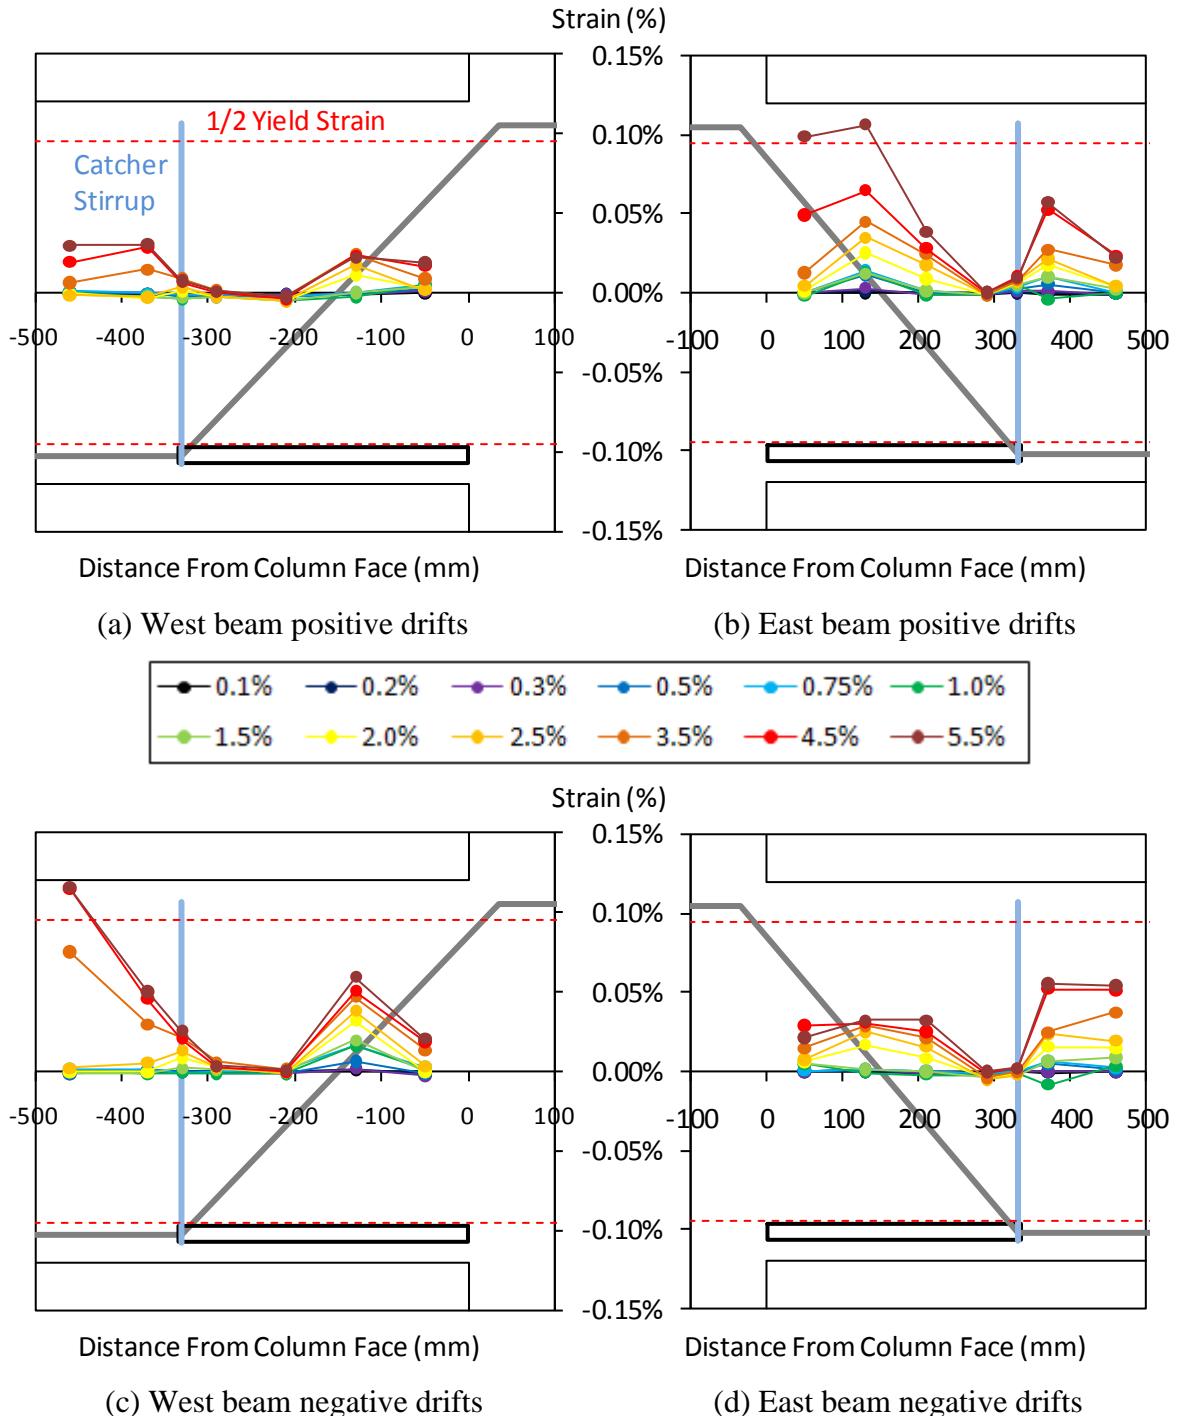 Strain (%)
0.15%
0.10%
0.05%
0.00%
-0.05%
-0.10%
-0.15%
1/2 Yield Strain
Catcher
Stirrup
-500 -400 -300 -200 -100 0 100
-100 0 100 200 300 400 500
Distance From Column Face (mm)
Distance From Column Face (mm)
(a) West beam positive drifts
(b) East beam positive drifts
0.1% 0.2% 0.3% 0.5% 0.75% 1.0%
1.5% 2.0% 2.5% 3.5% 4.5% 5.5%
Strain (%)
0.15%
0.10%
0.05%
0.00%
-0.05%
-0.10%
-0.15%
-500 -400 -300 -200 -100 0 100
-100 0 100 200 300 400 500
Distance From Column Face (mm)
Distance From Column Face (mm)
(c) West beam negative drifts
(d) East beam negative drifts